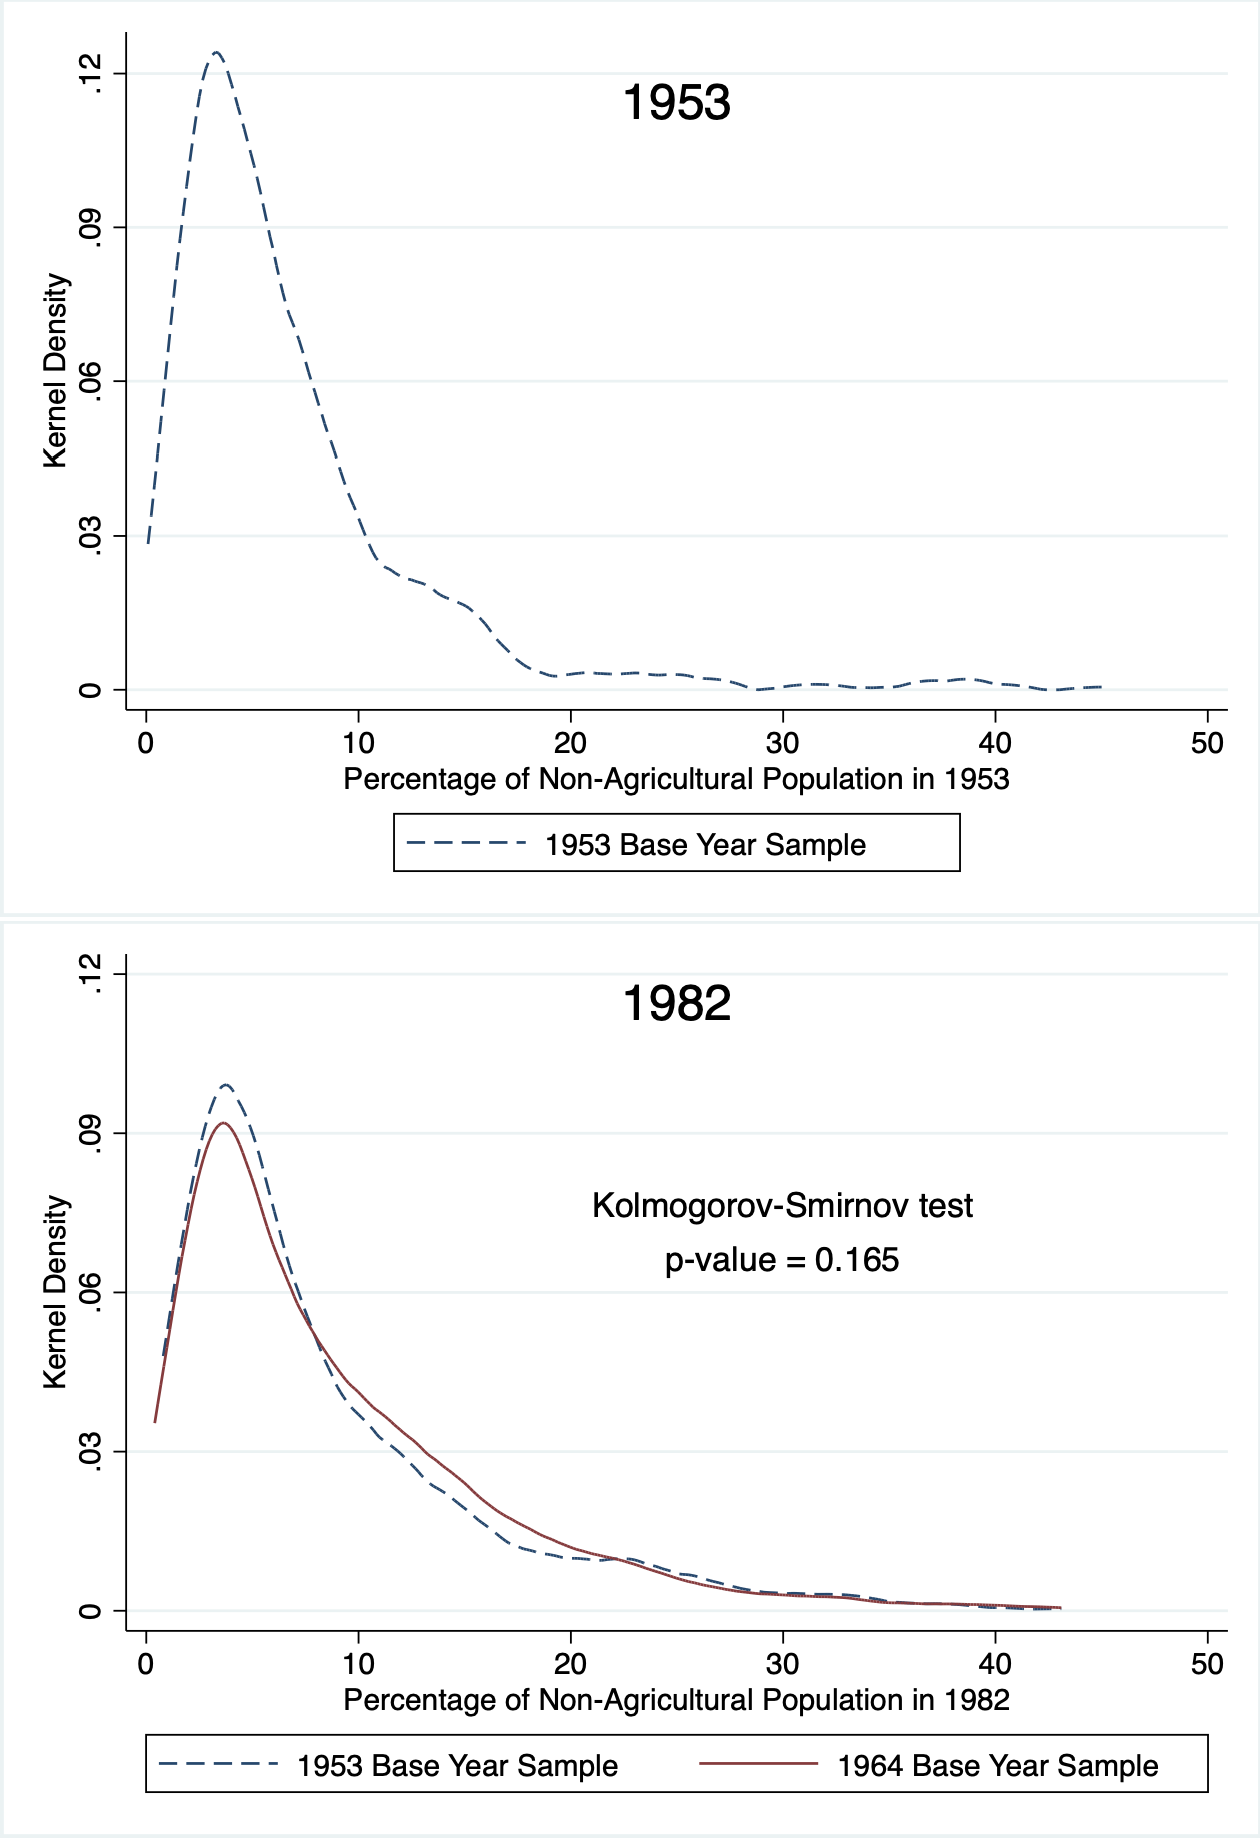 1953
.12
.09
.06
.03
0
Kernel Density
0 10 20 30 40 50
Percentage of Non-Agricultural Population in 1953
1953 Base Year Sample
1982
.12
.09
.06
.03
0
Kernel Density
Kolmogorov-Smirnov test
p-value = 0.165
0 10 20 30 40 50
Percentage of Non-Agricultural Population in 1982
1953 Base Year Sample 1964 Base Year Sample